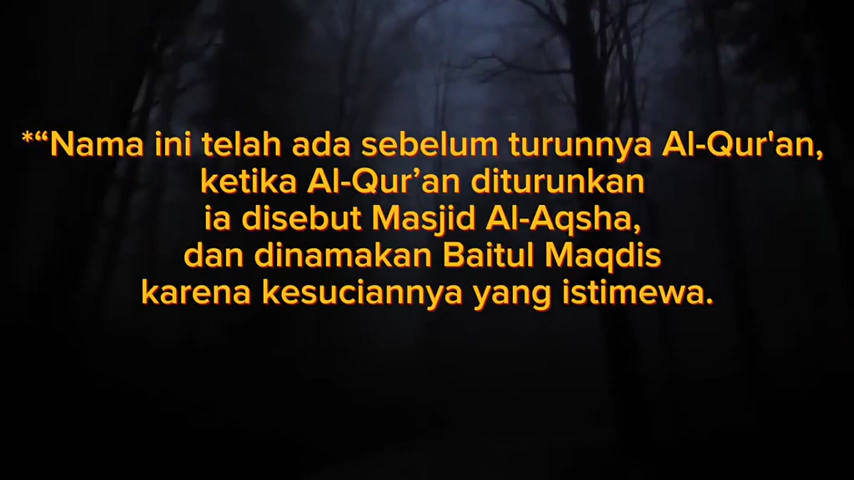 *“Nama ini telah ada sebelum turunnya Al-Qur'an,
ketika Al-Qur’an diturunkan
ia disebut Masjid Al-Aqsha,
dan dinamakan Baitul Maqdis
karena kesuciannya yang istimewa.